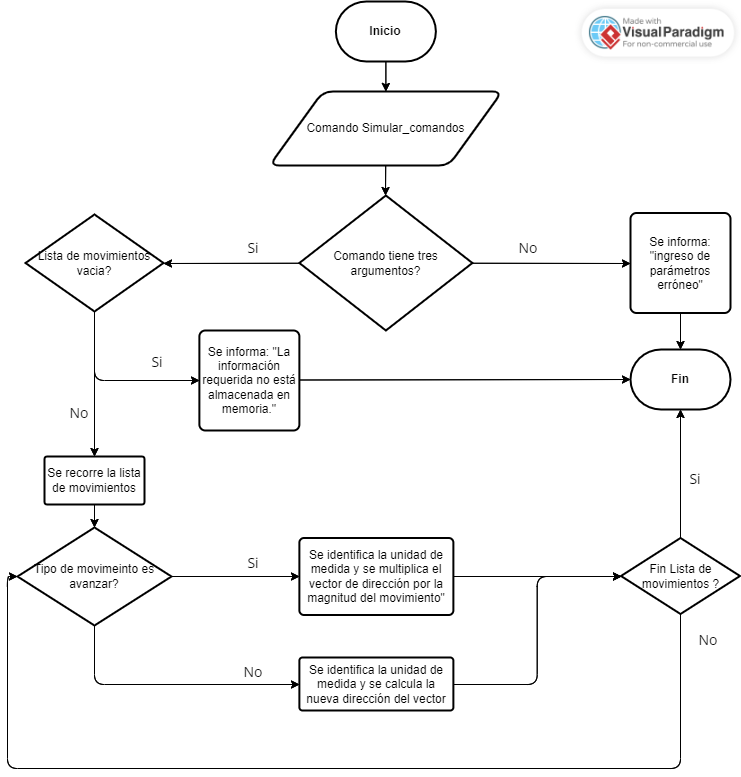 Inicio
Made with
VisualParadigm
For non-commercial use
Comando Simular_comandos
Lista de movimientos
vacia?
Si
Comando tiene tres
argumentos?
No
Se informa:
"ingreso de
parámetros
erróneo"
Si
Se informa: "La
información
requerida no está
almacenada en
memoria."
Fin
No
Se recorre la lista
de movimientos
Si
Tipo de movimeinto es
avanzar?
Si
Se identifica la unidad de
medida y se multiplica el
vector de dirección por la
magnitud del movimiento"
Fin Lista de
movimientos ?
No
No
Se identifica la unidad de
medida y se calcula la
nueva dirección del vector